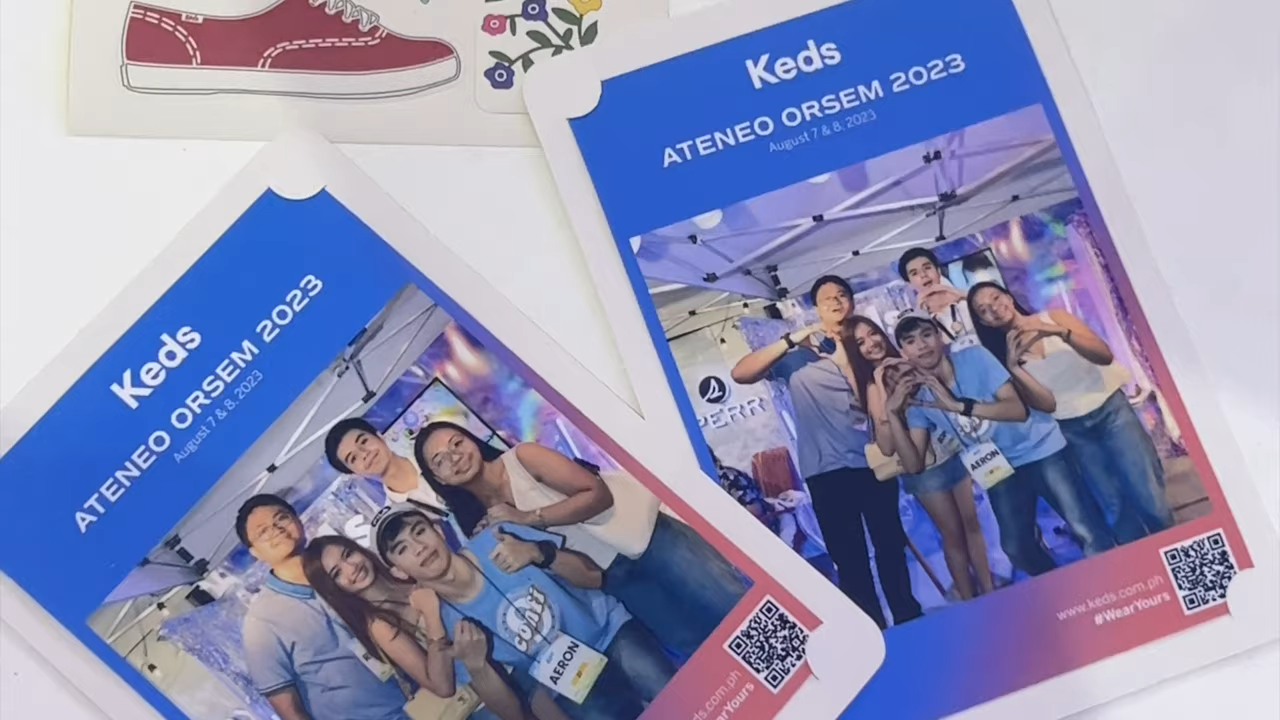 Keds
ATENEO ORSEM 2023
August 7 & 8, 2023
AERON
www.keds.com.ph
#WearYours
Keds
ATENEO ORSEM 2023
August 7 & 8, 2023
AERON